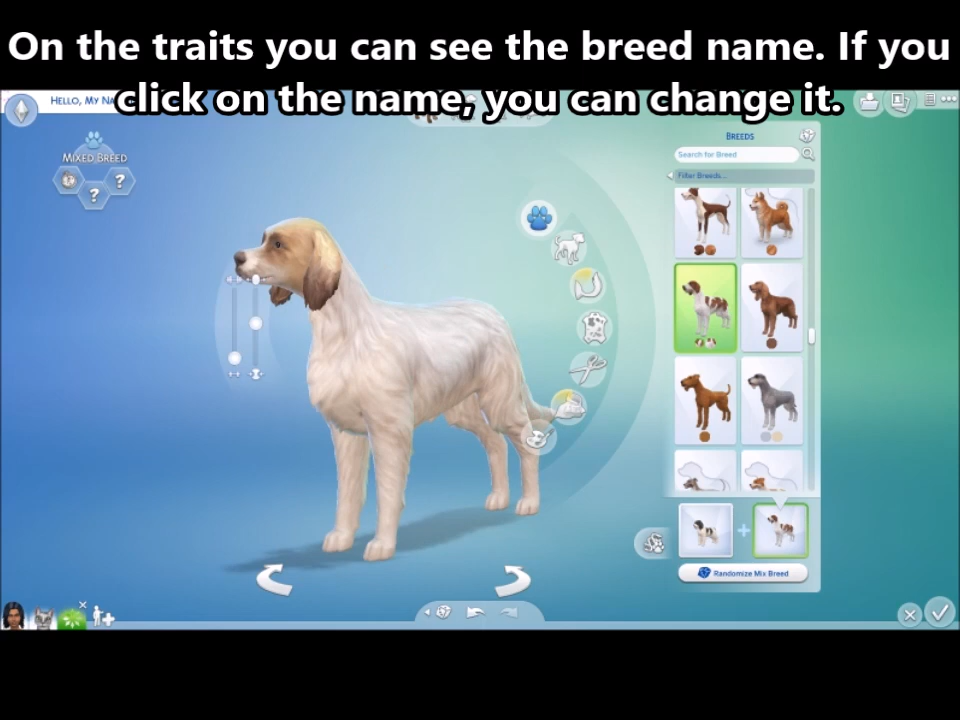 On the traits you can see the breed name. If you
click on the name, you can change it.
HELLO, MY NA
BREEDS
Search for Breed
Filter Breeds...
MIXED BREED
?
?
Randomize Mix Breed